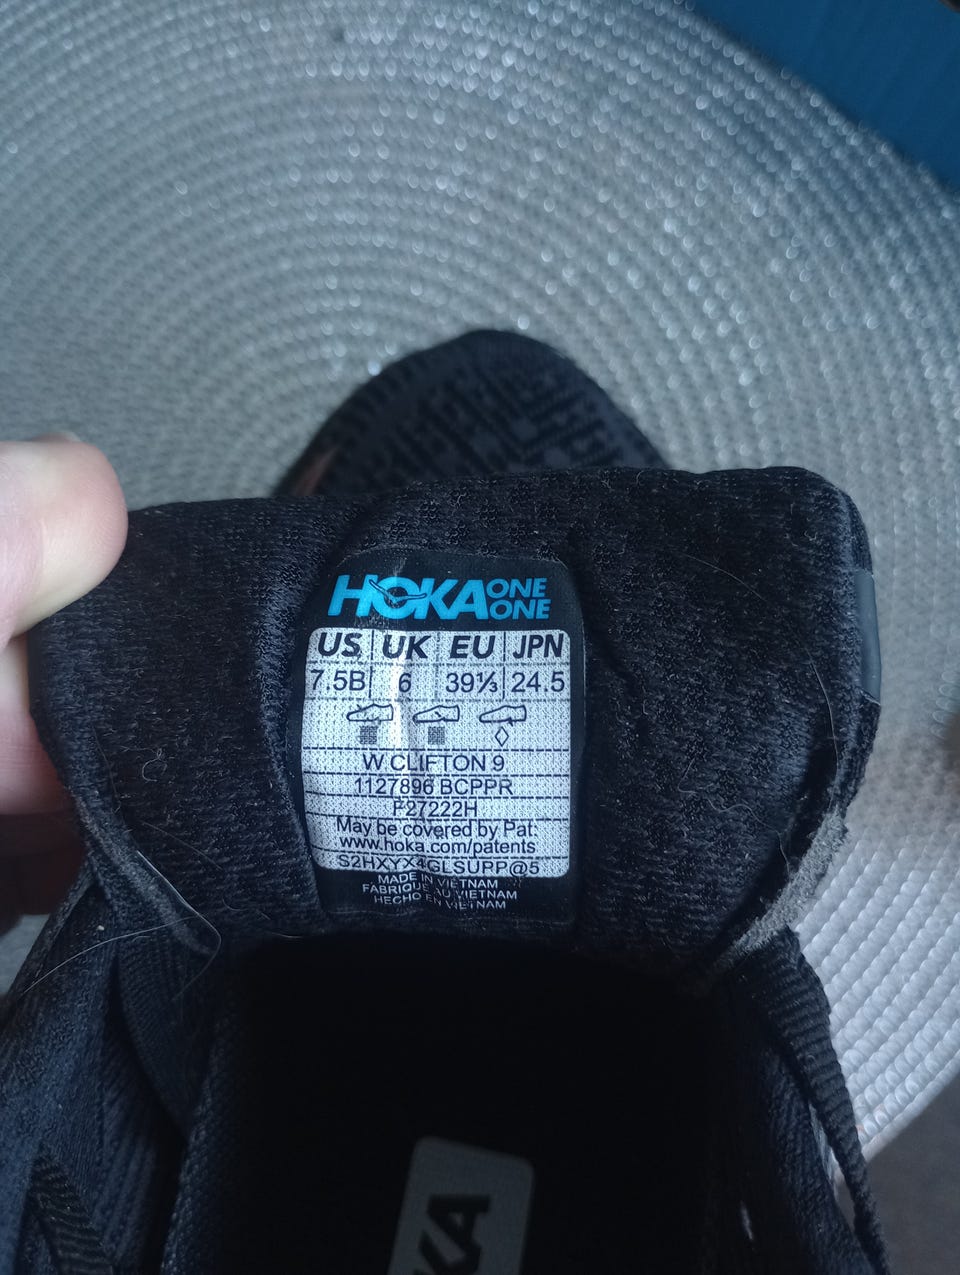 HOKA ONE ONE
US UK EU JPN
7.5B 6 39⅓ 24.5
W CLIFTON 9
1127896 BCPPR
F27222H
May be covered by Pat:
www.hoka.com/patents
S2HXYX4GLSUPP@5
MADE IN VIETNAM
FABRIQUÉ AU VIETNAM
HECHO EN VIETNAM
KA